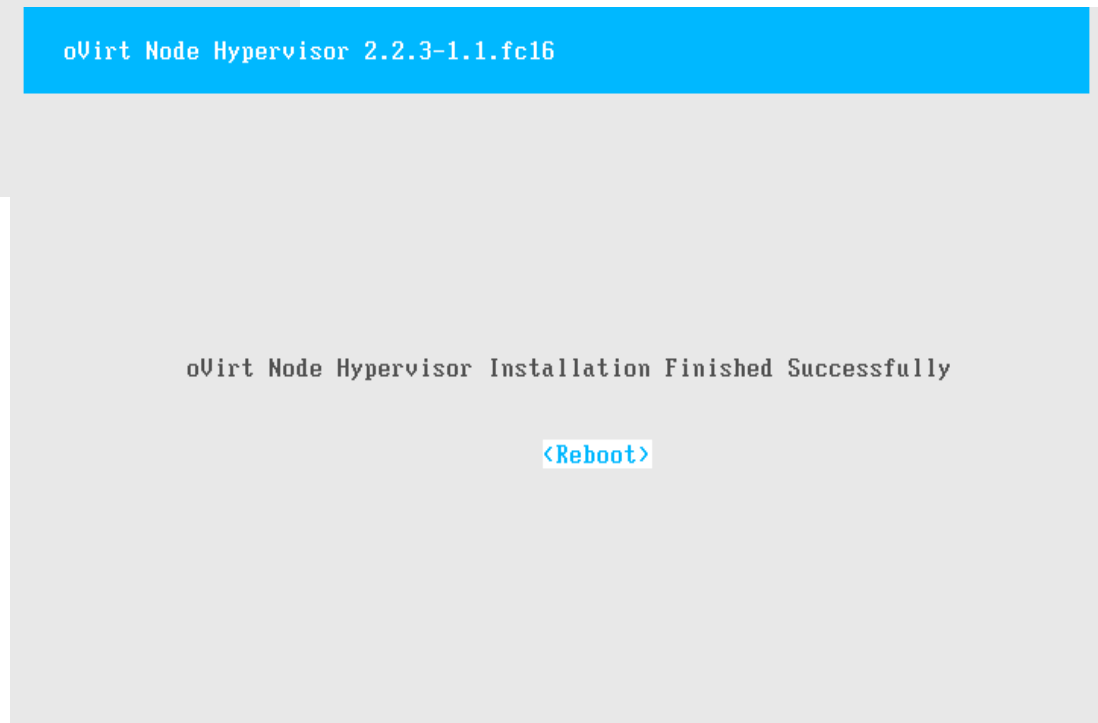 oVirt Node Hypervisor 2.2.3-1.1.fc16
oVirt Node Hypervisor Installation Finished Successfully
<Reboot>